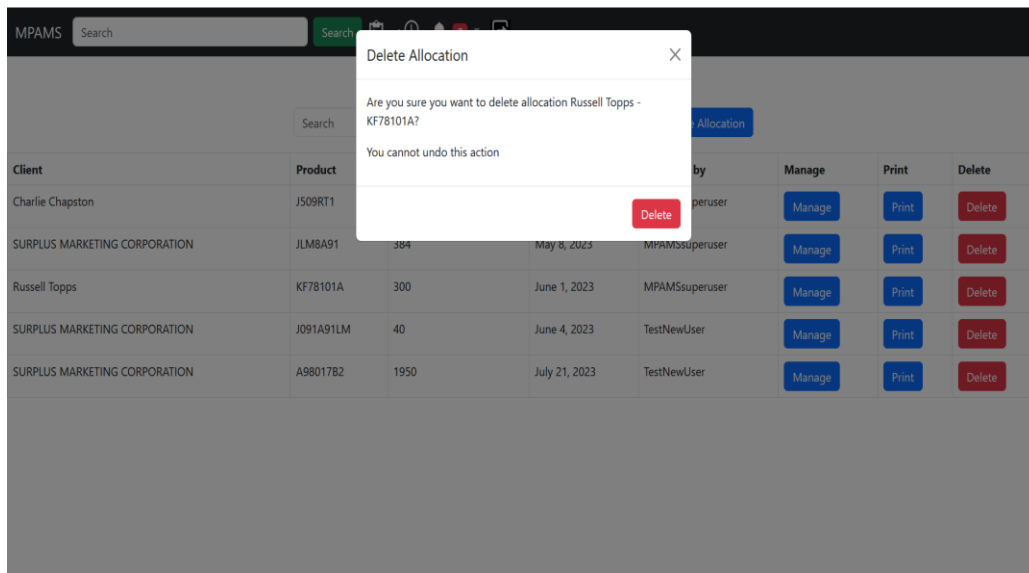 MPAMS Search Search
Delete Allocation
Are you sure you want to delete allocation Russell Topps -
KF78101A?
You cannot undo this action
Delete
Search Allocation
Client Product by Manage Print Delete
Charlie Chapston J509RT1 Manage Print Delete
SURPLUS MARKETING CORPORATION JLM8A91 384 May 8, 2023 MPAMSsuperuser Manage Print Delete
Russell Topps KF78101A 300 June 1, 2023 MPAMSsuperuser Manage Print Delete
SURPLUS MARKETING CORPORATION J091A91LM 40 June 4, 2023 TestNewUser Manage Print Delete
SURPLUS MARKETING CORPORATION A98017B2 1950 July 21, 2023 TestNewUser Manage Print Delete